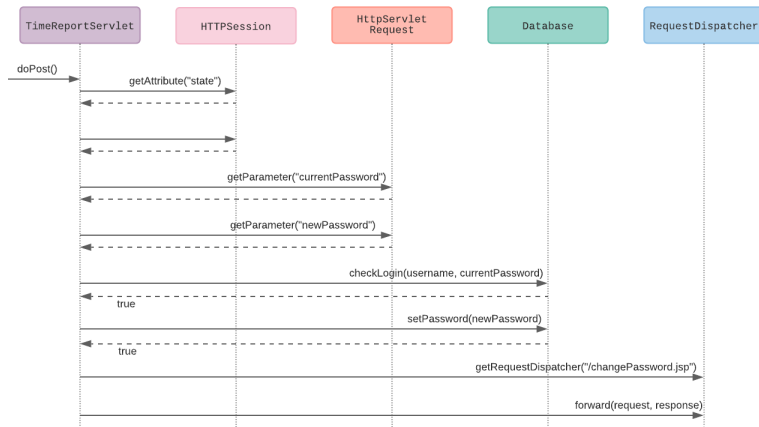 TimeReportServlet
HTTPSession
HttpServlet
Request
Database
RequestDispatcher
doPost()
getAttribute("state")
getParameter("currentPassword")
getParameter("newPassword")
checkLogin(username, currentPassword)
true
setPassword(newPassword)
true
getRequestDispatcher("/changePassword.jsp")
forward(request, response)